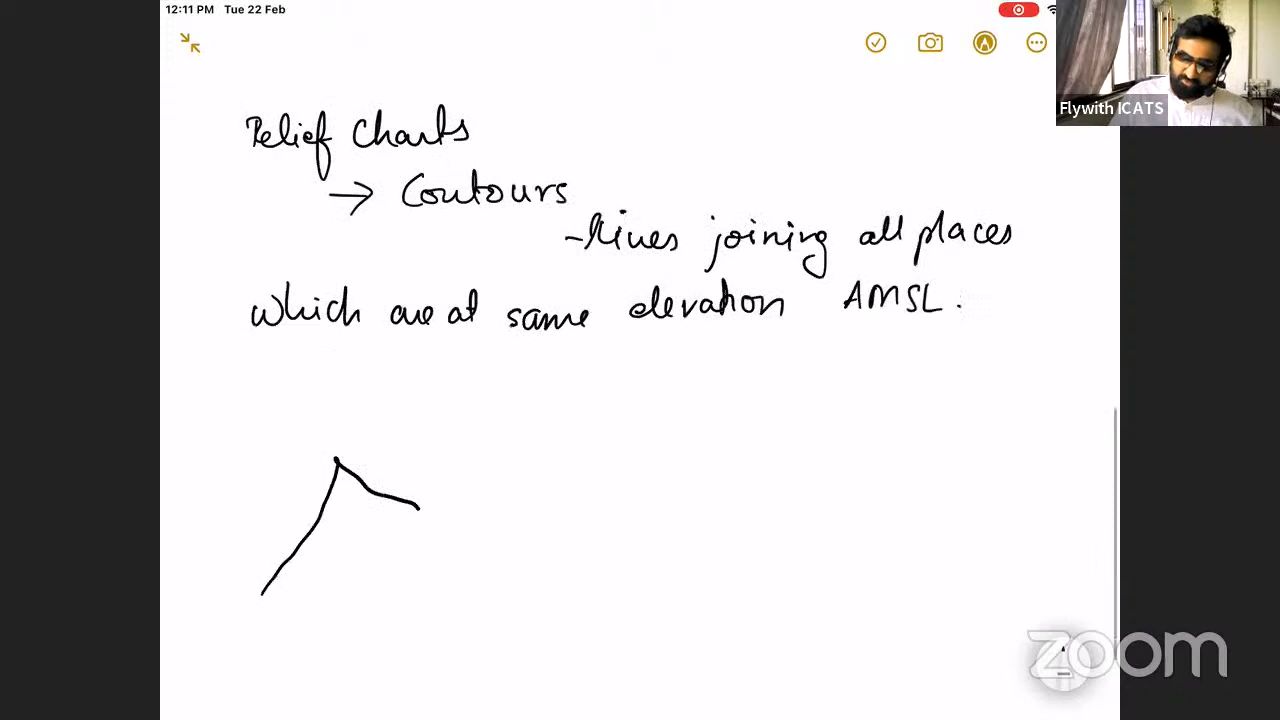 12:11 PM Tue 22 Feb
Flywith ICATS
Relief Charts
→ Contours
- lines joining all places
which are at same elevation AMSL.
zoom